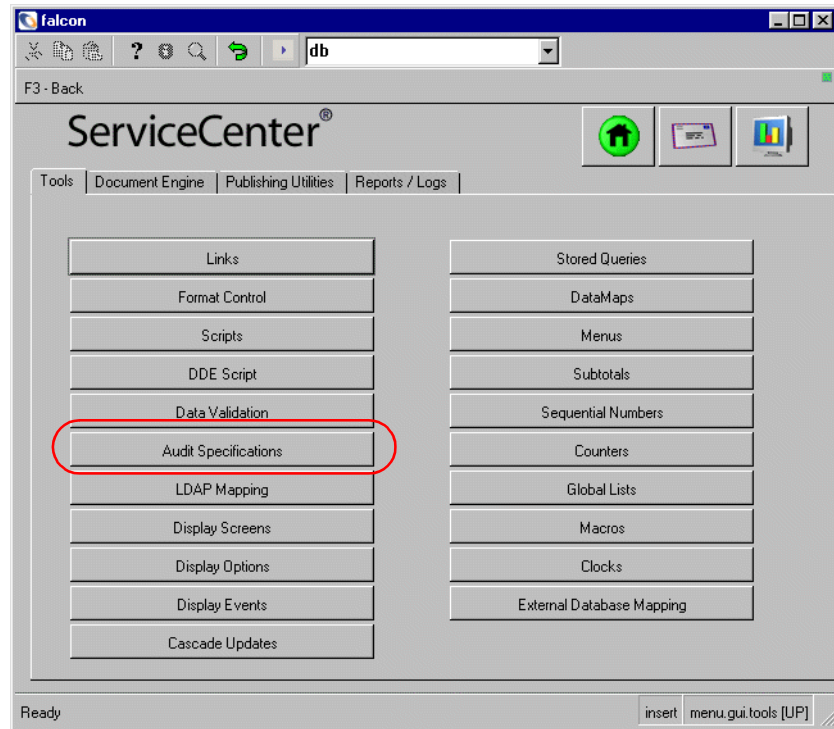 falcon
db
F3 - Back
ServiceCenter®
Tools Document Engine Publishing Utilities Reports / Logs
Links
Format Control
Scripts
DDE Script
Data Validation
Audit Specifications
LDAP Mapping
Display Screens
Display Options
Display Events
Cascade Updates
Stored Queries
DataMaps
Menus
Subtotals
Sequential Numbers
Counters
Global Lists
Macros
Clocks
External Database Mapping
Ready insert menu.gui.tools [UP]